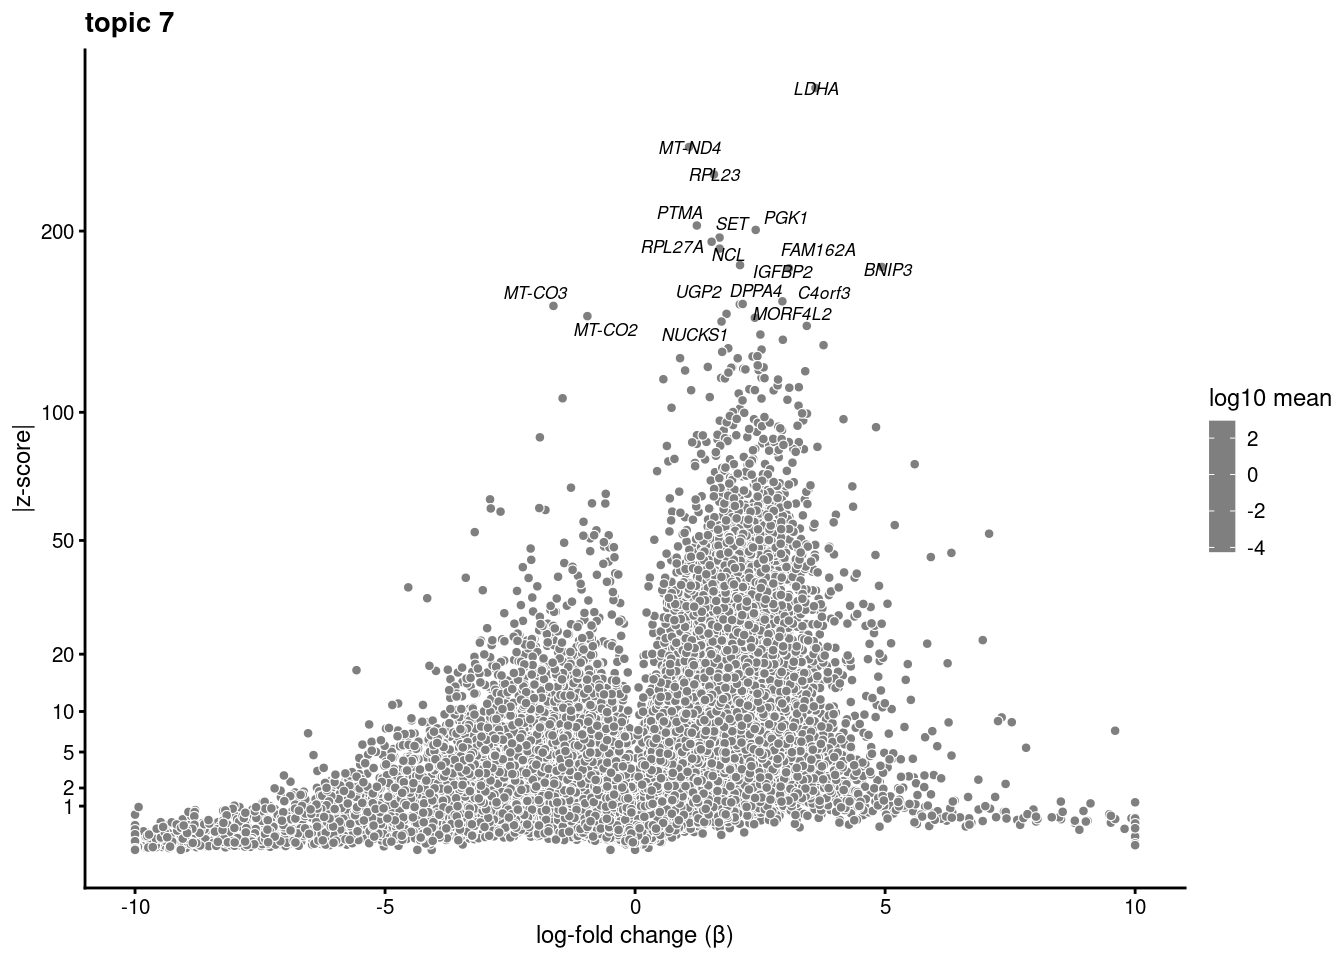 topic 7
LDHA
MT-ND4
RPL23
PTMA
SET
PGK1
RPL27A
NCL
FAM162A
IGFBP2
BNIP3
MT-CO3
UGP2
DPPA4
C4orf3
MT-CO2
MORF4L2
NUCKS1
200
100
50
20
10
5
2
1
|z-score|
-10
-5
0
5
10
log-fold change (β)
log10 mean
2
0
-2
-4